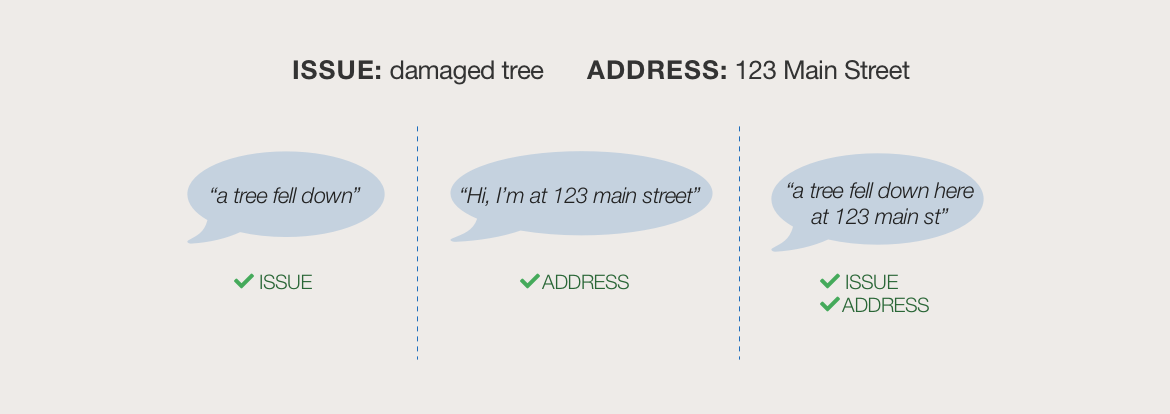 ISSUE: damaged tree ADDRESS: 123 Main Street
“a tree fell down”
ISSUE
“Hi, I’m at 123 main street”
ADDRESS
“a tree fell down here
at 123 main st”
ISSUE
ADDRESS